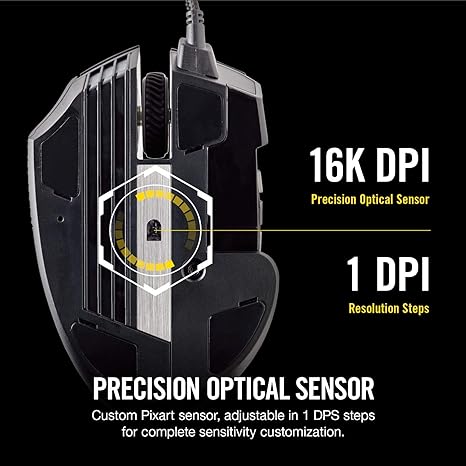 16K DPI
Precision Optical Sensor
1 DPI
Resolution Steps
PRECISION OPTICAL SENSOR
Custom Pixart sensor, adjustable in 1 DPS steps
for complete sensitivity customization.